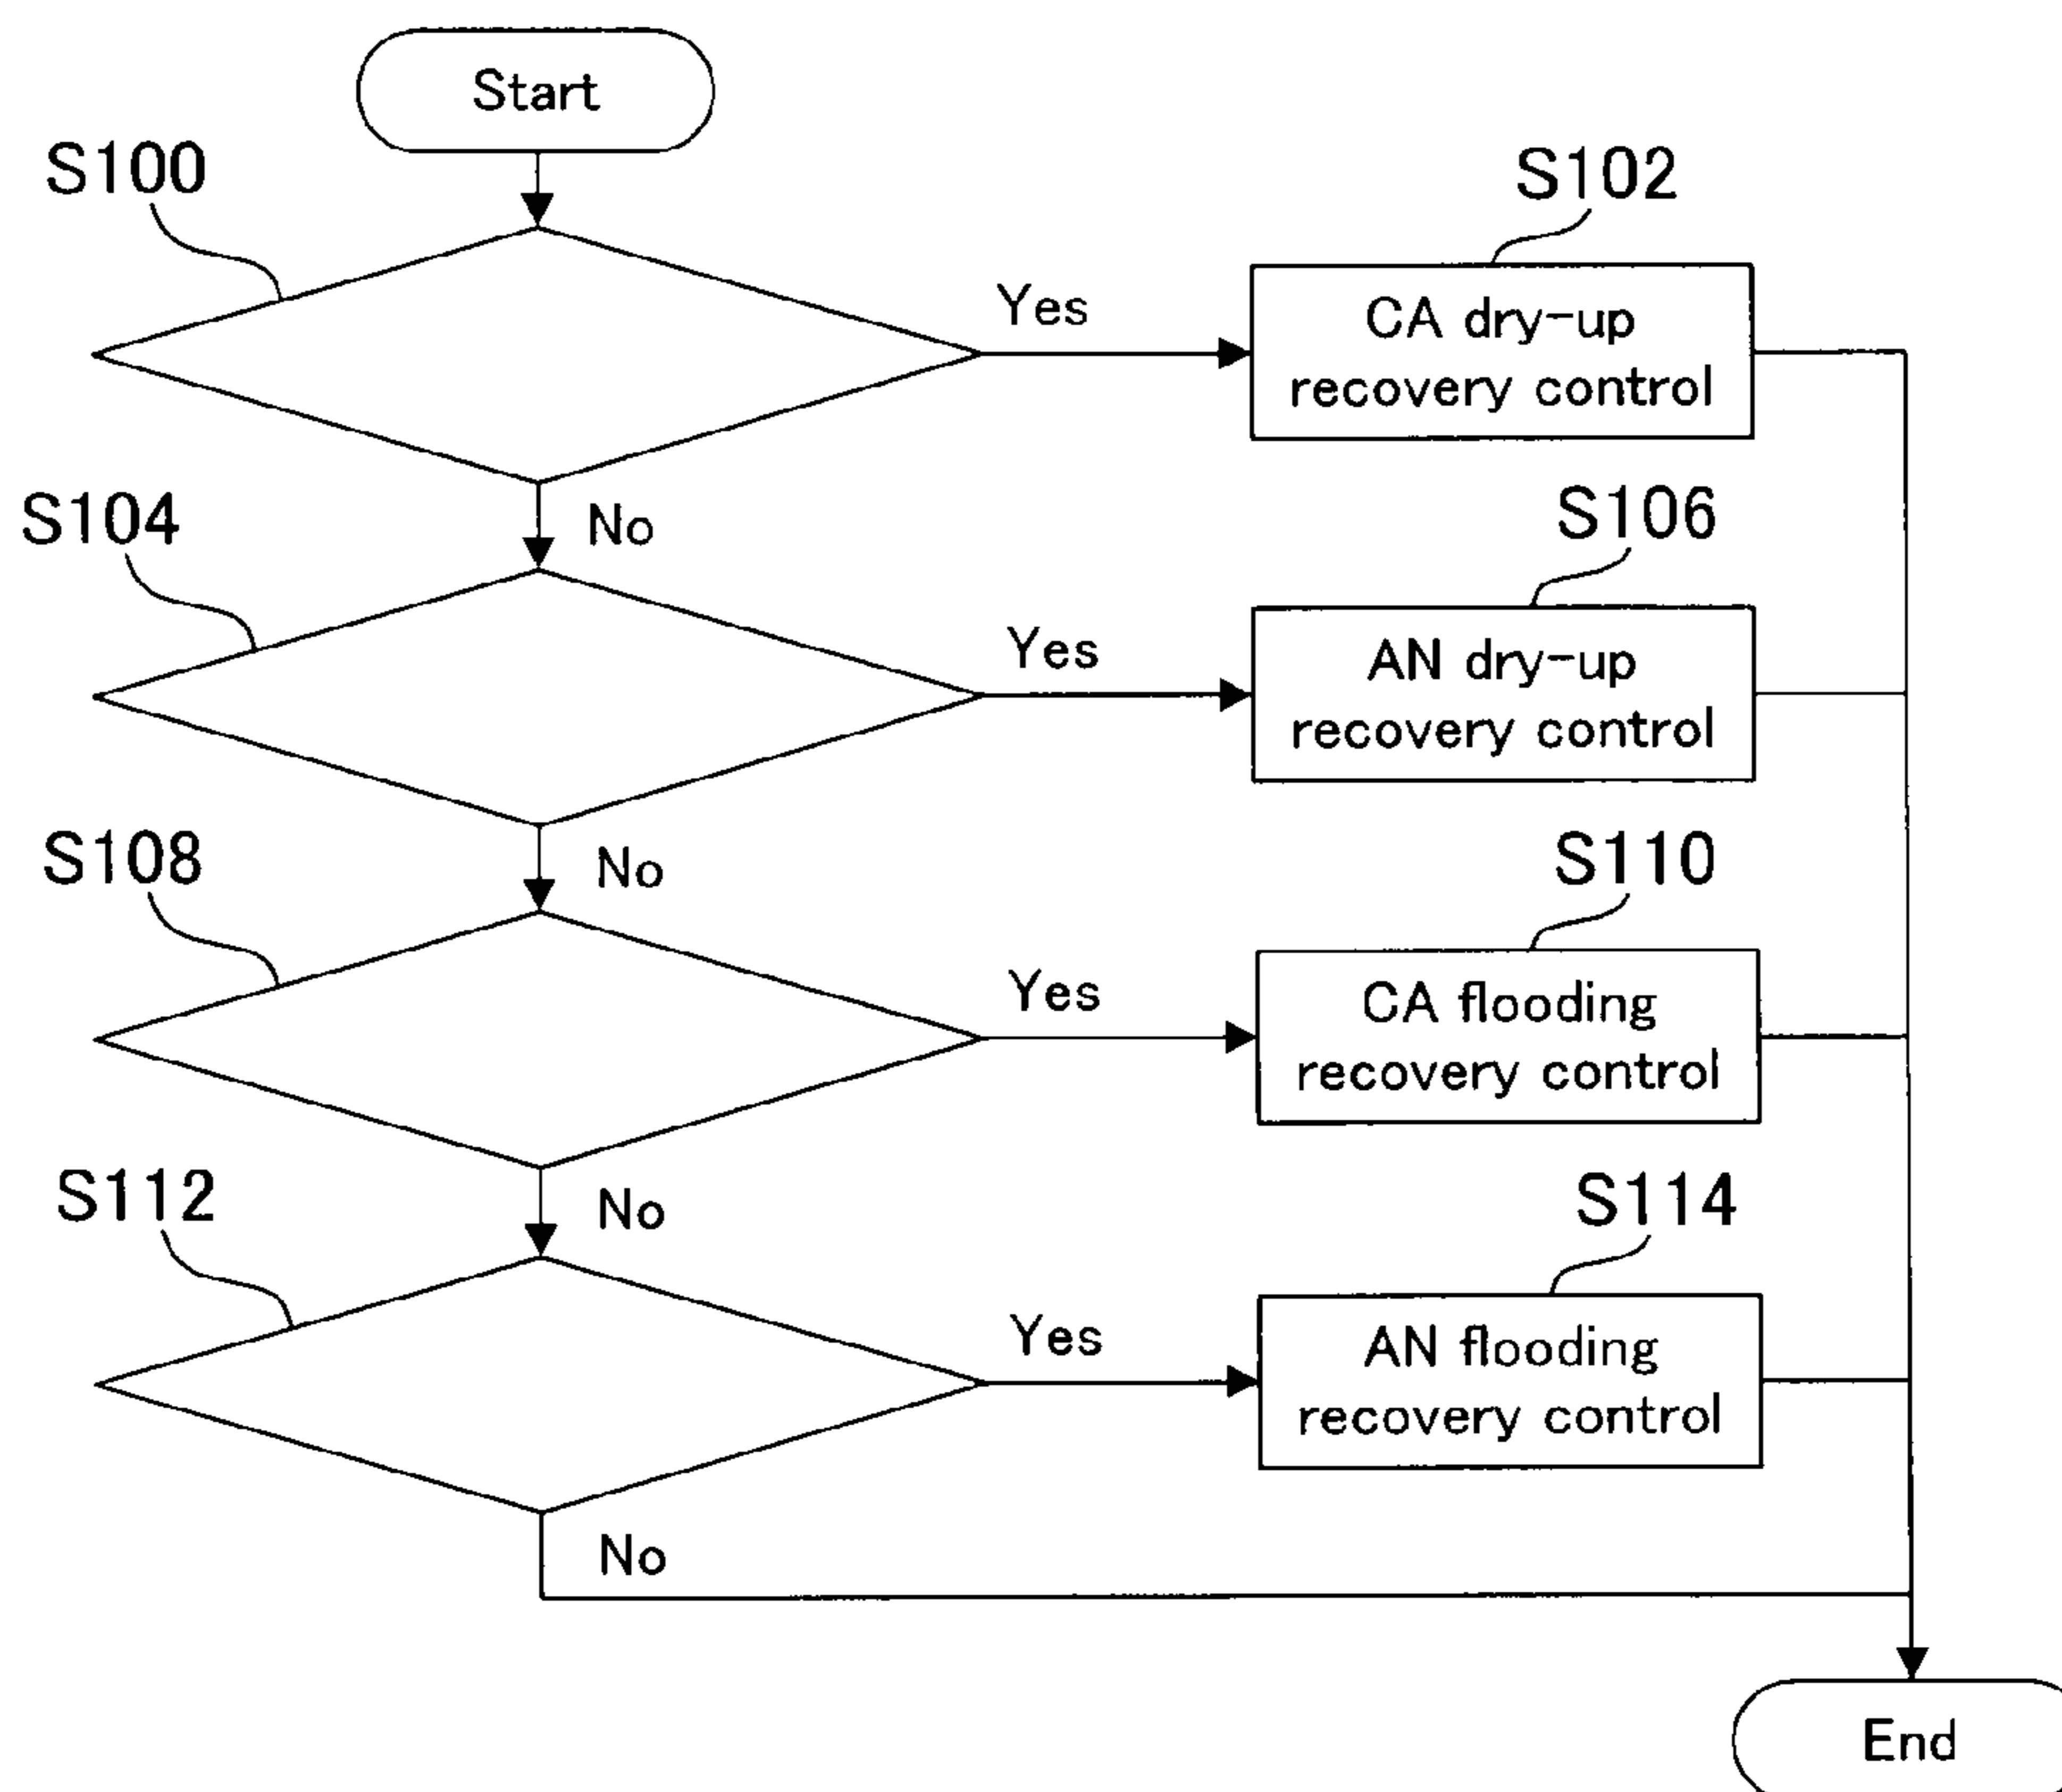 Start
S100
S102
Yes
CA dry-up
recovery control
No
S104
S106
Yes
AN dry-up
recovery control
No
S108
S110
Yes
CA flooding
recovery control
No
S112
S114
Yes
AN flooding
recovery control
No
End